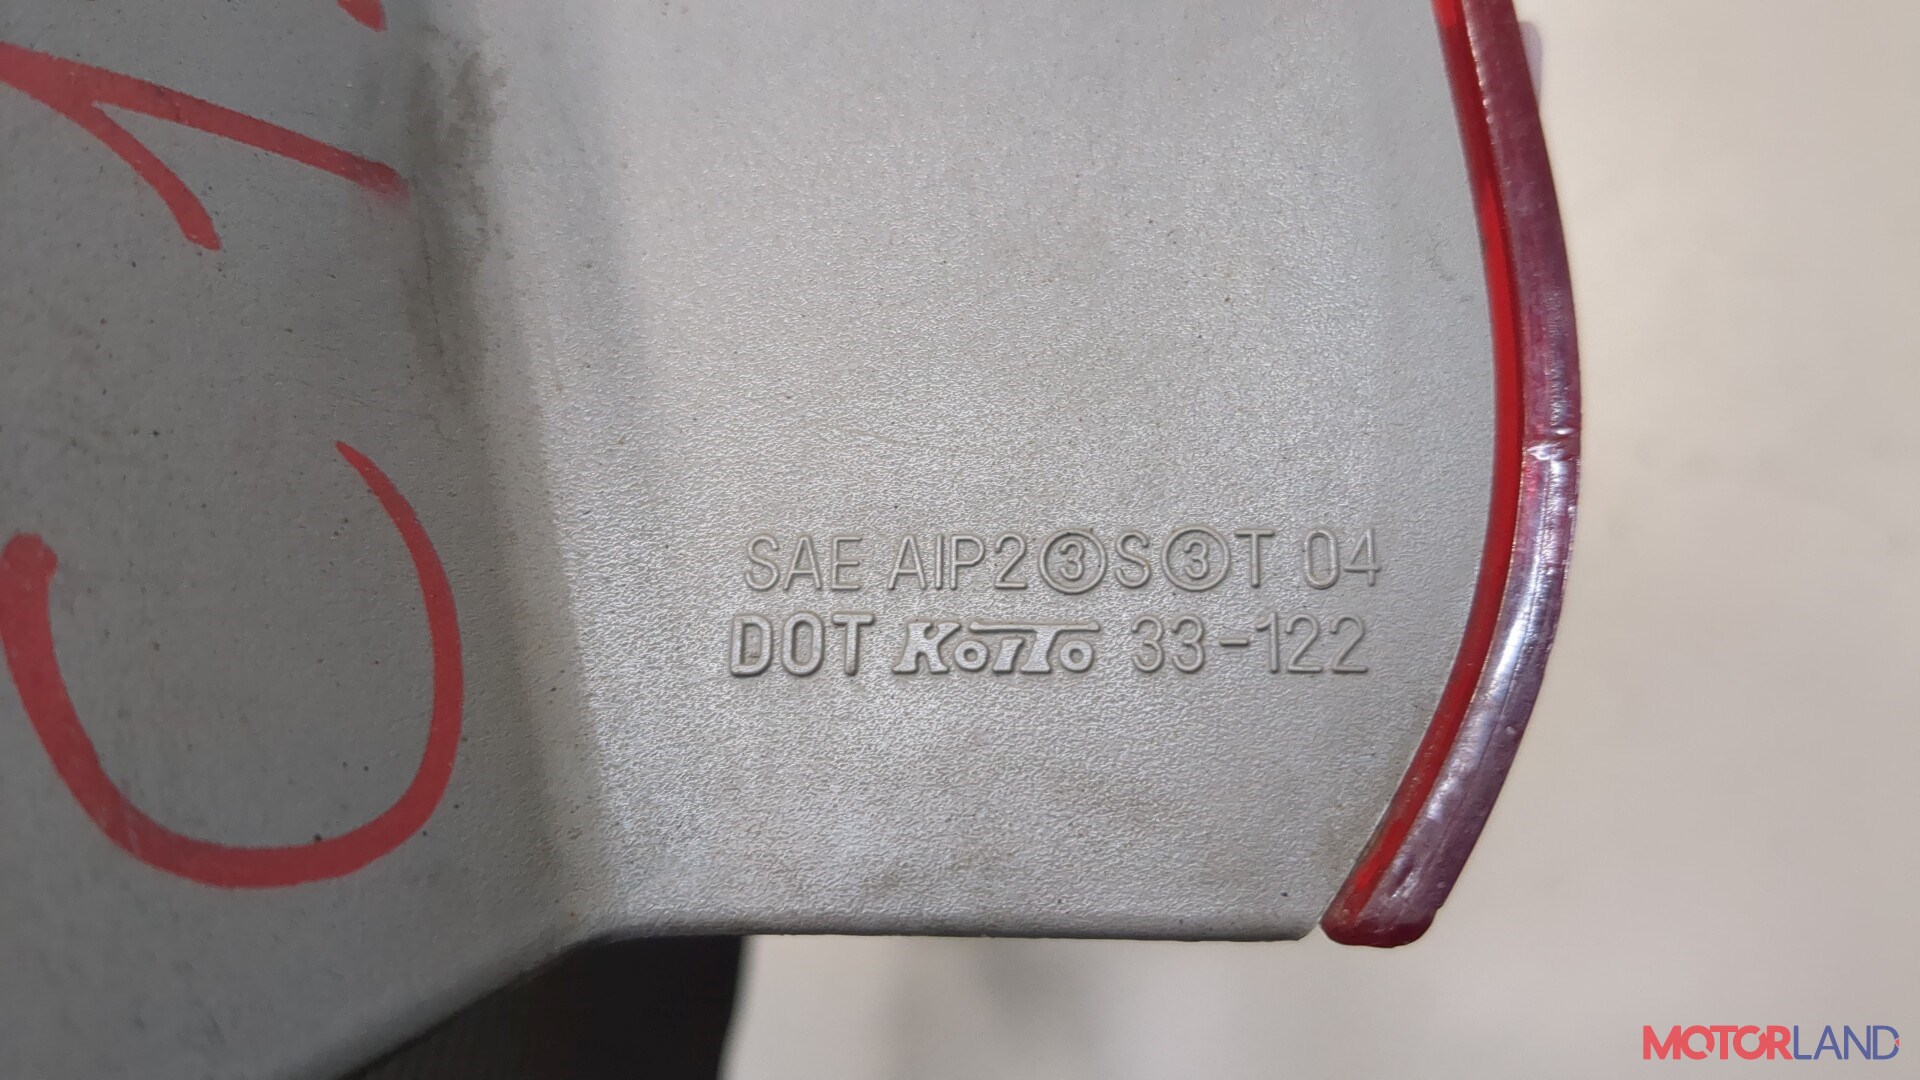 SAE AIP2③S③T 04
DOT KOITO 33-122
MOTORLAND